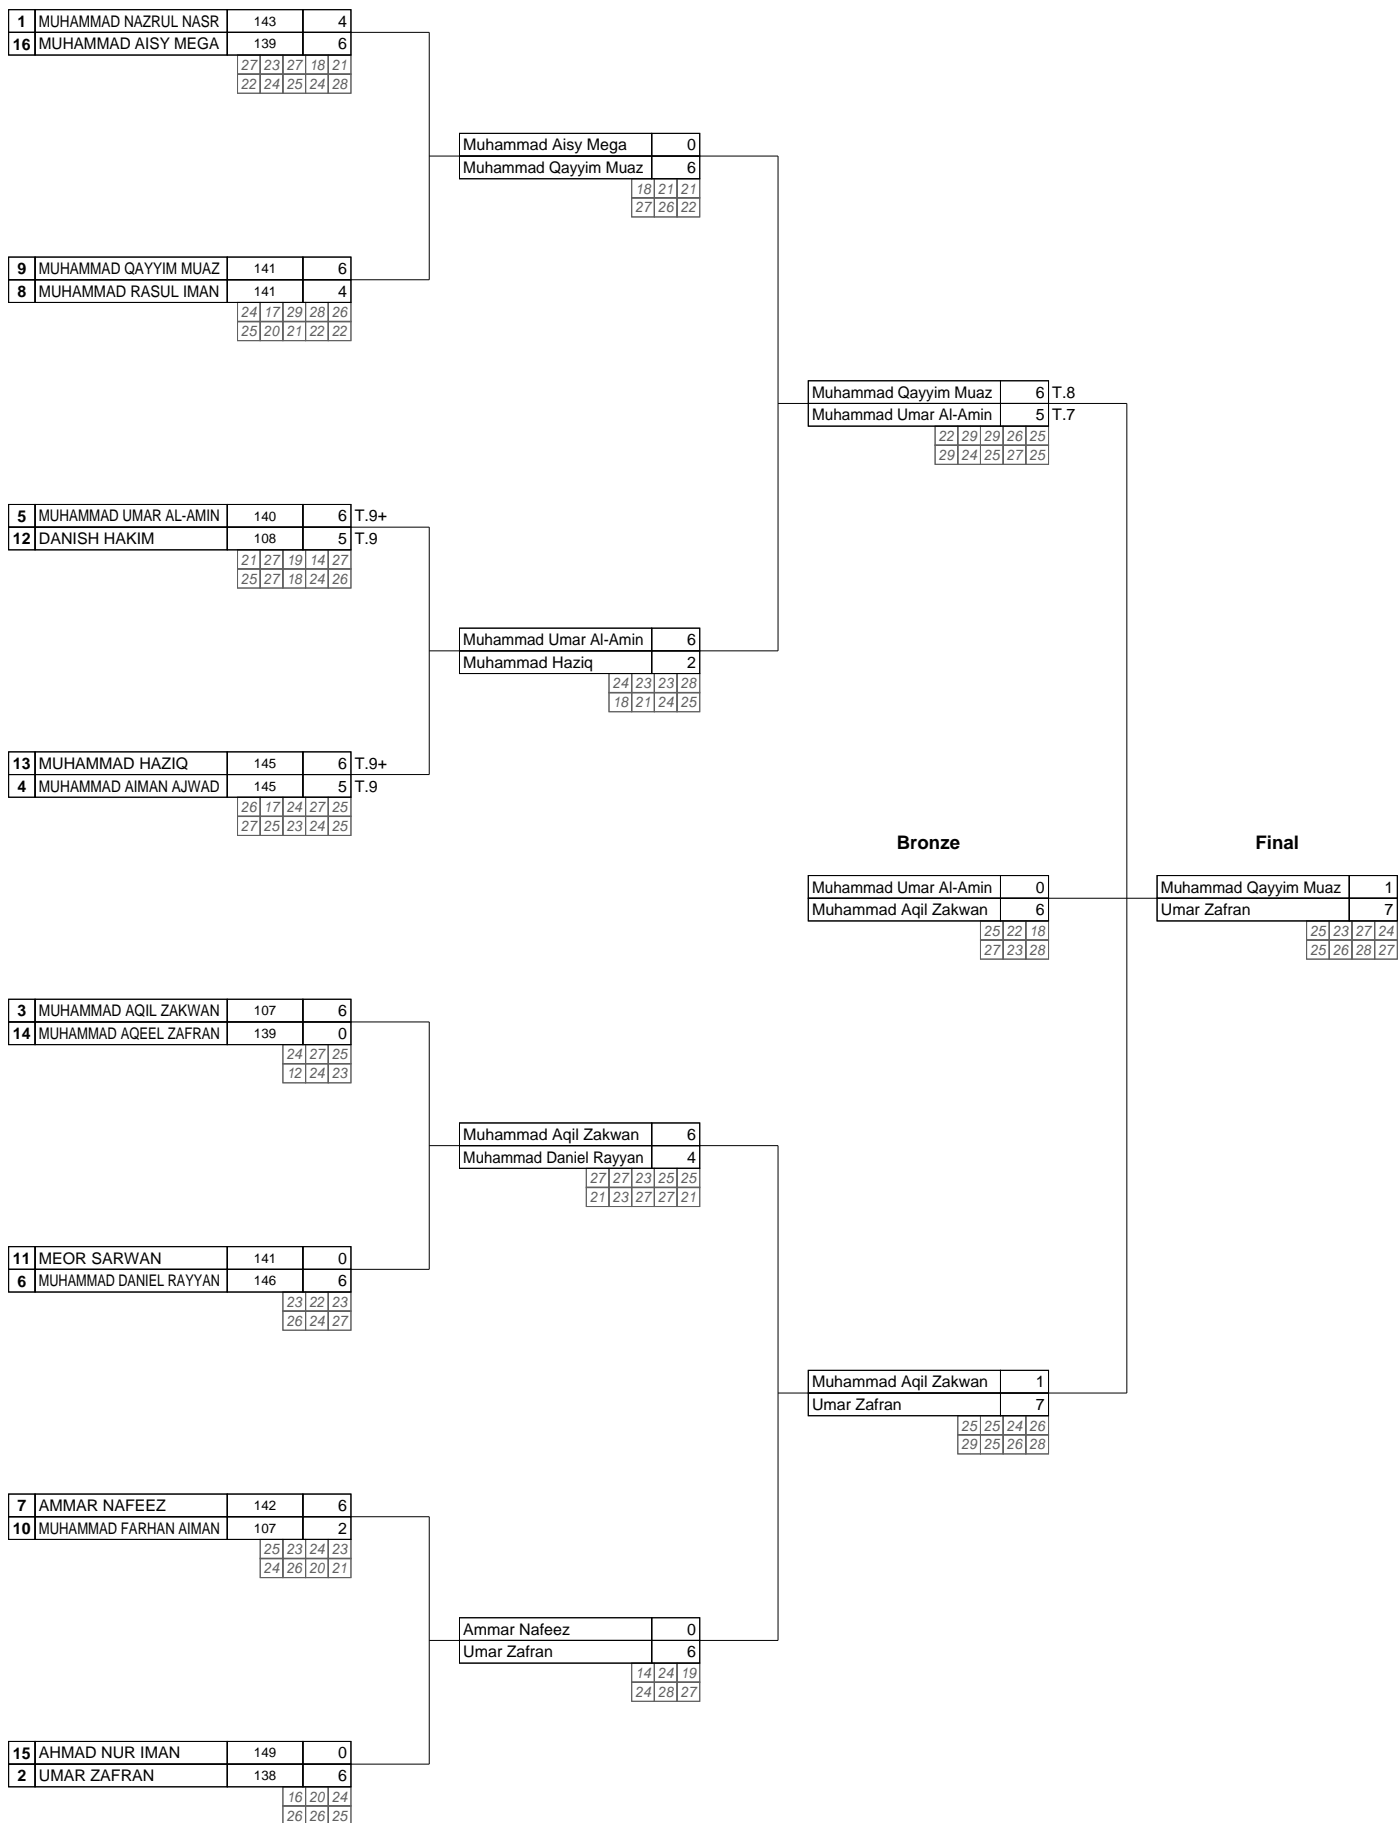 1 MUHAMMAD NAZRUL NASR 143 4
16 MUHAMMAD AISY MEGA 139 6
27 23 27 18 21
22 24 25 24 28
Muhammad Aisy Mega 0
Muhammad Qayyim Muaz 6
18 21 21
27 26 22
9 MUHAMMAD QAYYIM MUAZ 141 6
8 MUHAMMAD RASUL IMAN 141 4
24 17 29 28 26
25 20 21 22 22
Muhammad Qayyim Muaz 6 T.8
Muhammad Umar Al-Amin 5 T.7
22 29 29 26 25
29 24 25 27 25
5 MUHAMMAD UMAR AL-AMIN 140 6 T.9+
12 DANISH HAKIM 108 5 T.9
21 27 19 14 27
25 27 18 24 26
Muhammad Umar Al-Amin 6
Muhammad Haziq 2
24 23 23 28
18 21 24 25
13 MUHAMMAD HAZIQ 145 6 T.9+
4 MUHAMMAD AIMAN AJWAD 145 5 T.9
26 17 24 27 25
27 25 23 24 25
Bronze Final
Muhammad Umar Al-Amin 0 Muhammad Qayyim Muaz 1
Muhammad Aqil Zakwan 6 Umar Zafran 7
25 22 18 25 23 27 24
27 23 28 25 26 28 27
3 MUHAMMAD AQIL ZAKWAN 107 6
14 MUHAMMAD AQEEL ZAFRAN 139 0
24 27 25
12 24 23
Muhammad Aqil Zakwan 6
Muhammad Daniel Rayyan 4
27 27 23 25 25
21 23 27 27 21
11 MEOR SARWAN 141 0
6 MUHAMMAD DANIEL RAYYAN 146 6
23 22 23
26 24 27
Muhammad Aqil Zakwan 1
Umar Zafran 7
25 25 24 26
29 25 26 28
7 AMMAR NAFEEZ 142 6
10 MUHAMMAD FARHAN AIMAN 107 2
25 23 24 23
24 26 20 21
Ammar Nafeez 0
Umar Zafran 6
14 24 19
24 28 27
15 AHMAD NUR IMAN 149 0
2 UMAR ZAFRAN 138 6
16 20 24
26 26 25